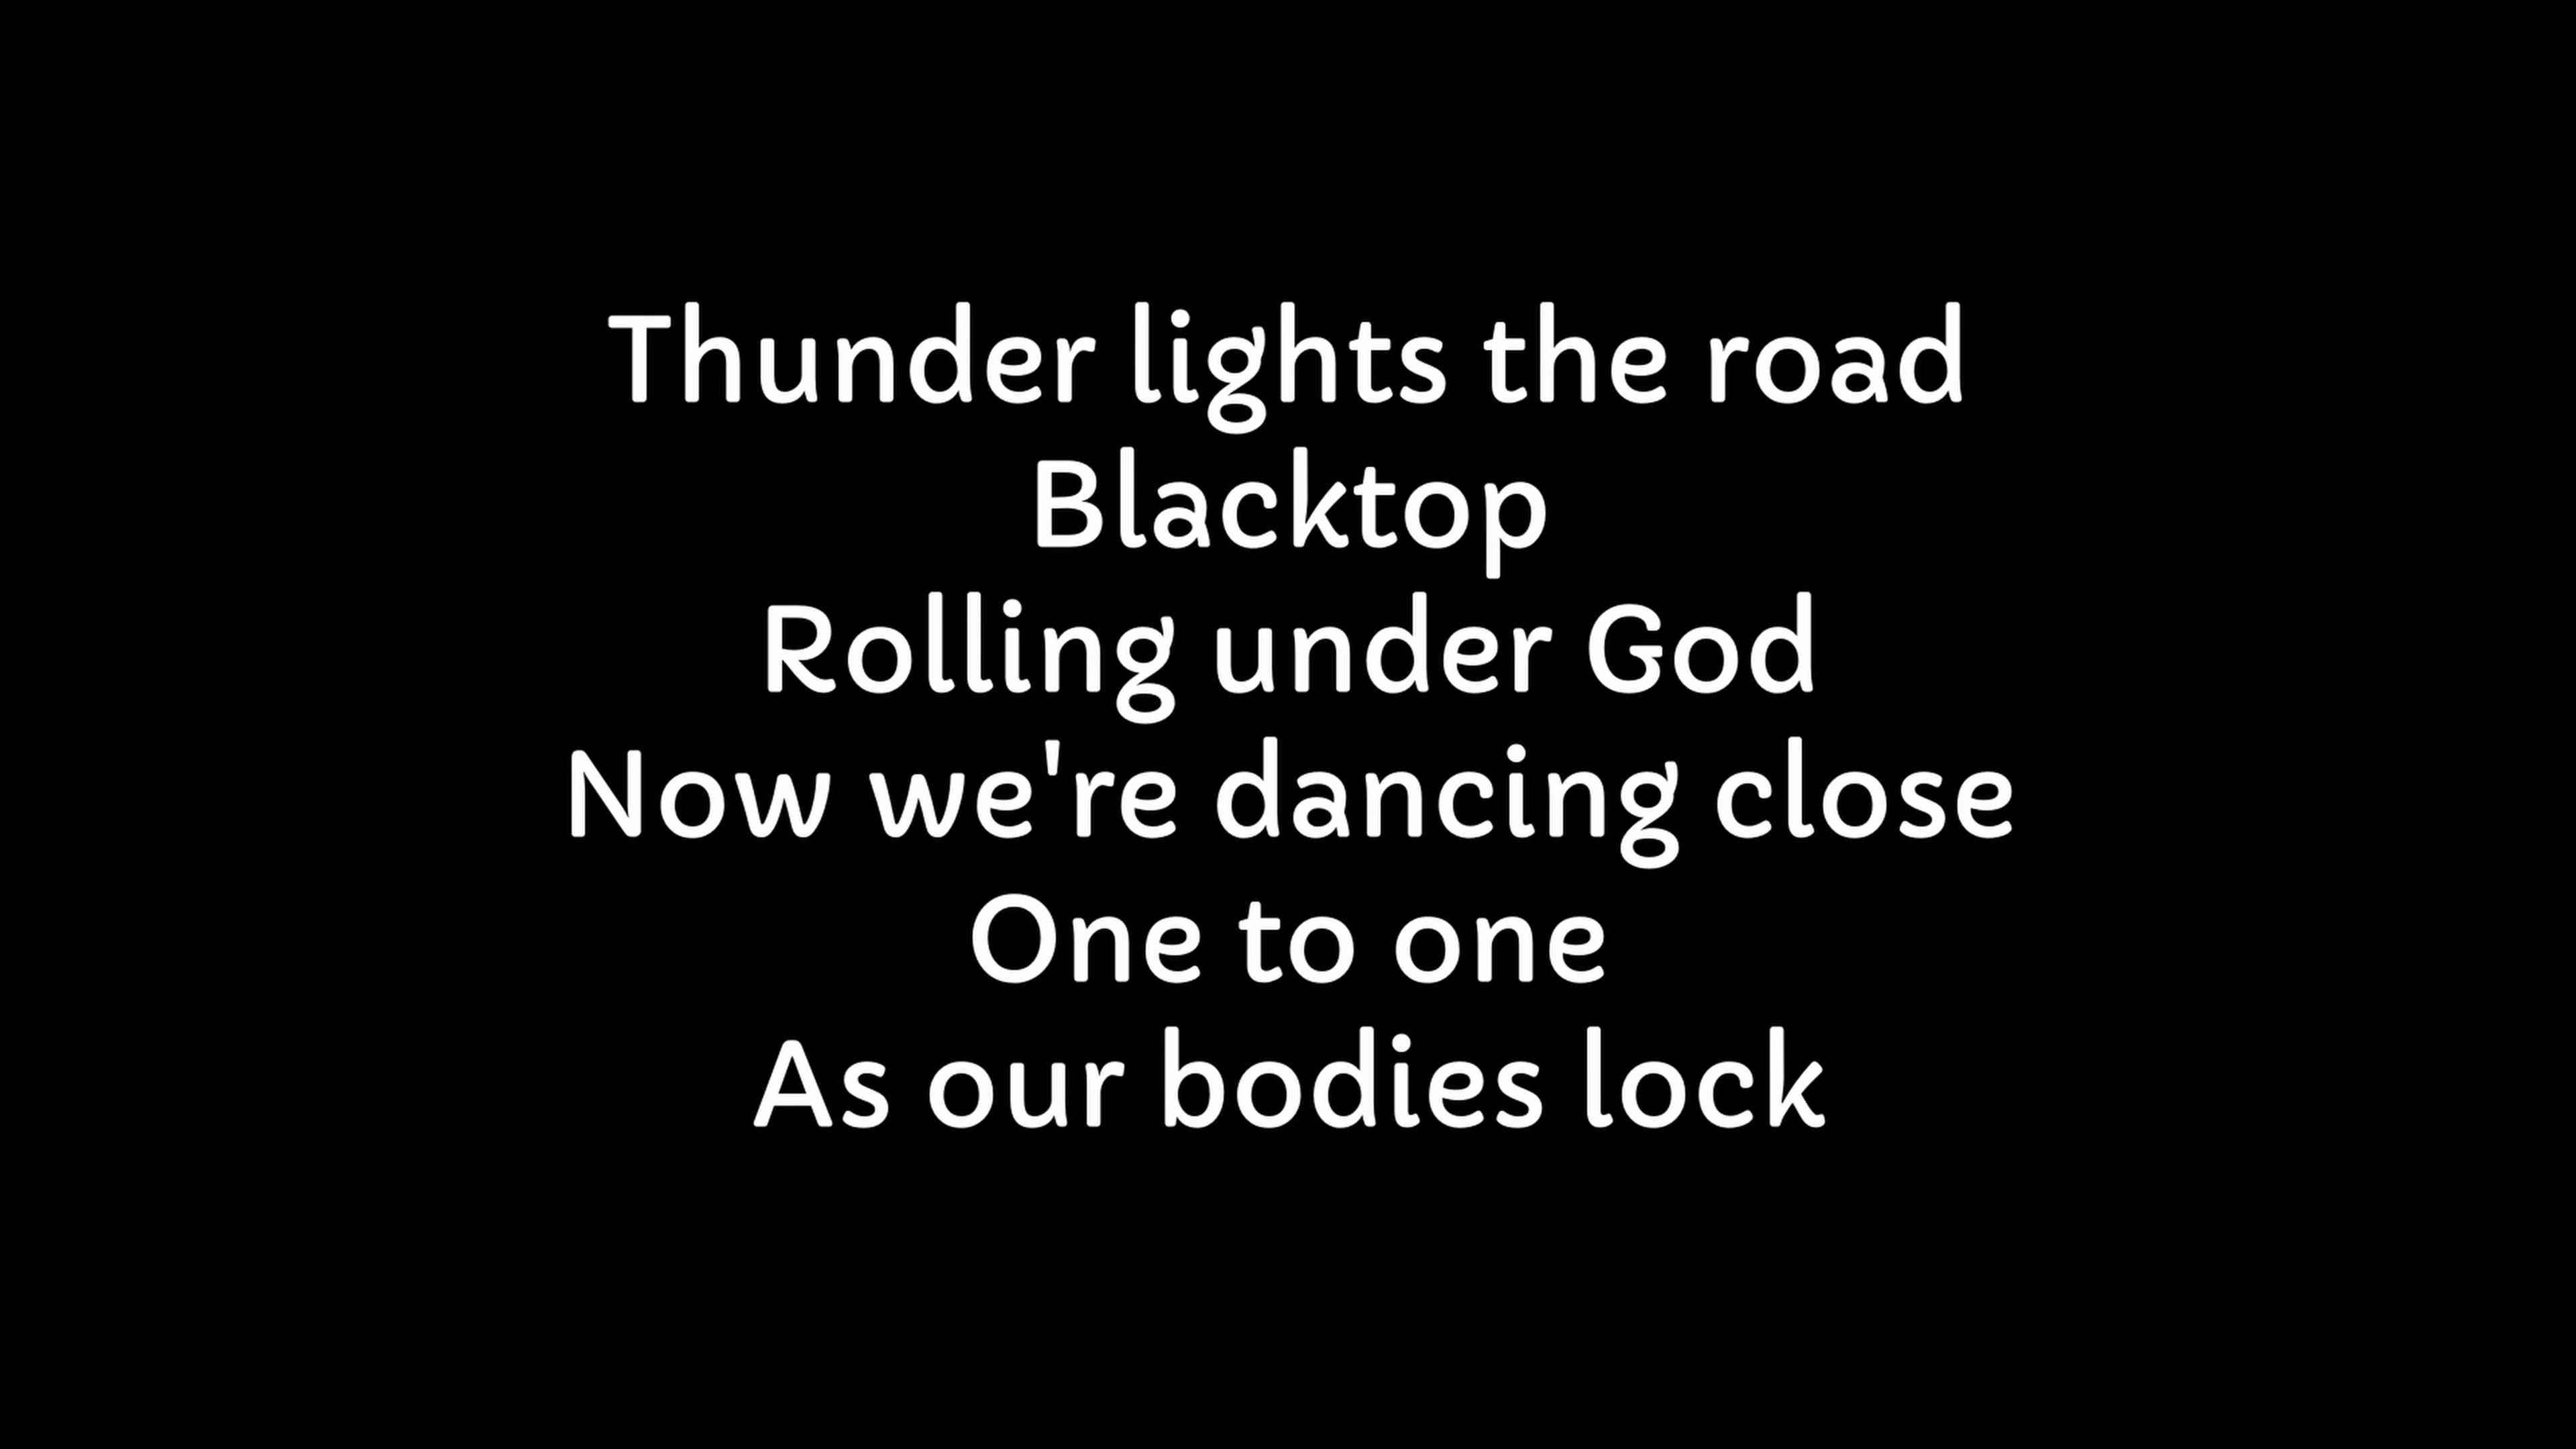 Thunder lights the road
Blacktop
Rolling under God
Now we're dancing close
One to one
As our bodies lock